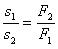 s₁/s₂ = F₂/F₁